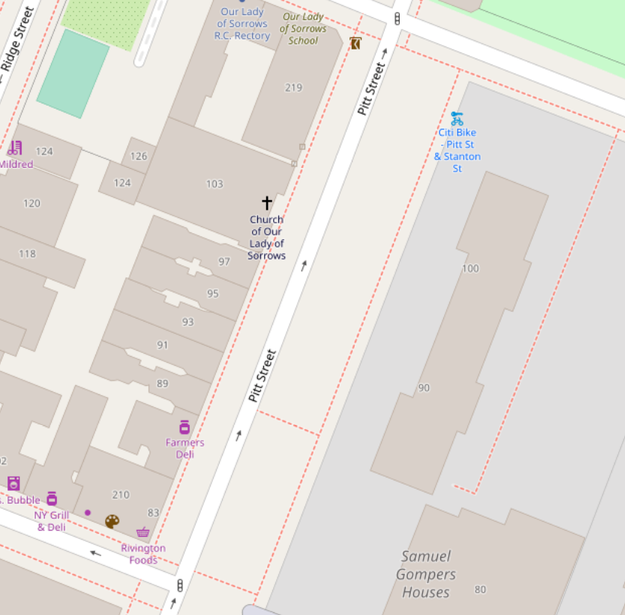 Ridge Street
Our Lady
of Sorrows
R.C. Rectory
Our Lady
of Sorrows
School
219
Pitt Street
Citi Bike
- Pitt St
& Stanton
St
Mildred
124
126
124
103
120
Church
of Our
Lady of
Sorrows
118
97
100
95
93
91
Pitt Street
89
90
Farmers
Deli
02
s. Bubble
NY Grill
& Deli
210
83
Rivington
Foods
Samuel
Gompers
Houses
80